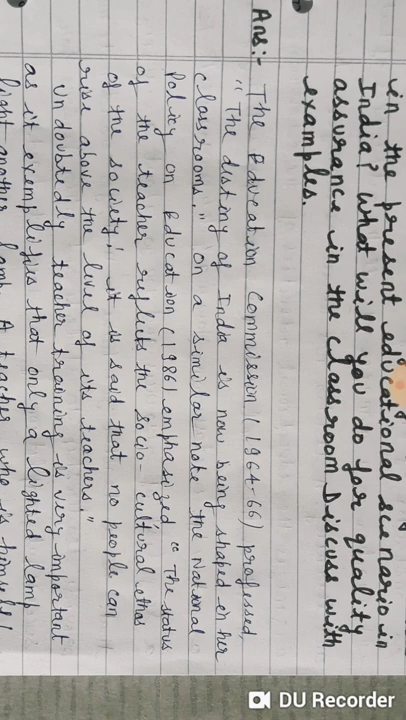 in the present educational scenario in
India? What will you do for quality
assurance in the classroom Discuss with
examples.
Ans:- The Education Commission (1964-66) professed,
"The destiny of India is now being shaped in her
classrooms." on a similar note the National
Policy on Education (1986) emphasized "The status
of the teacher reflects the socio-cultural ethos
of the society; it is said that no people can
rise above the level of its teachers."
undoubtedly teacher training is very important
as it exemplifies that only a lighted lamp
light another lamp. A teacher who is himself
DU Recorder